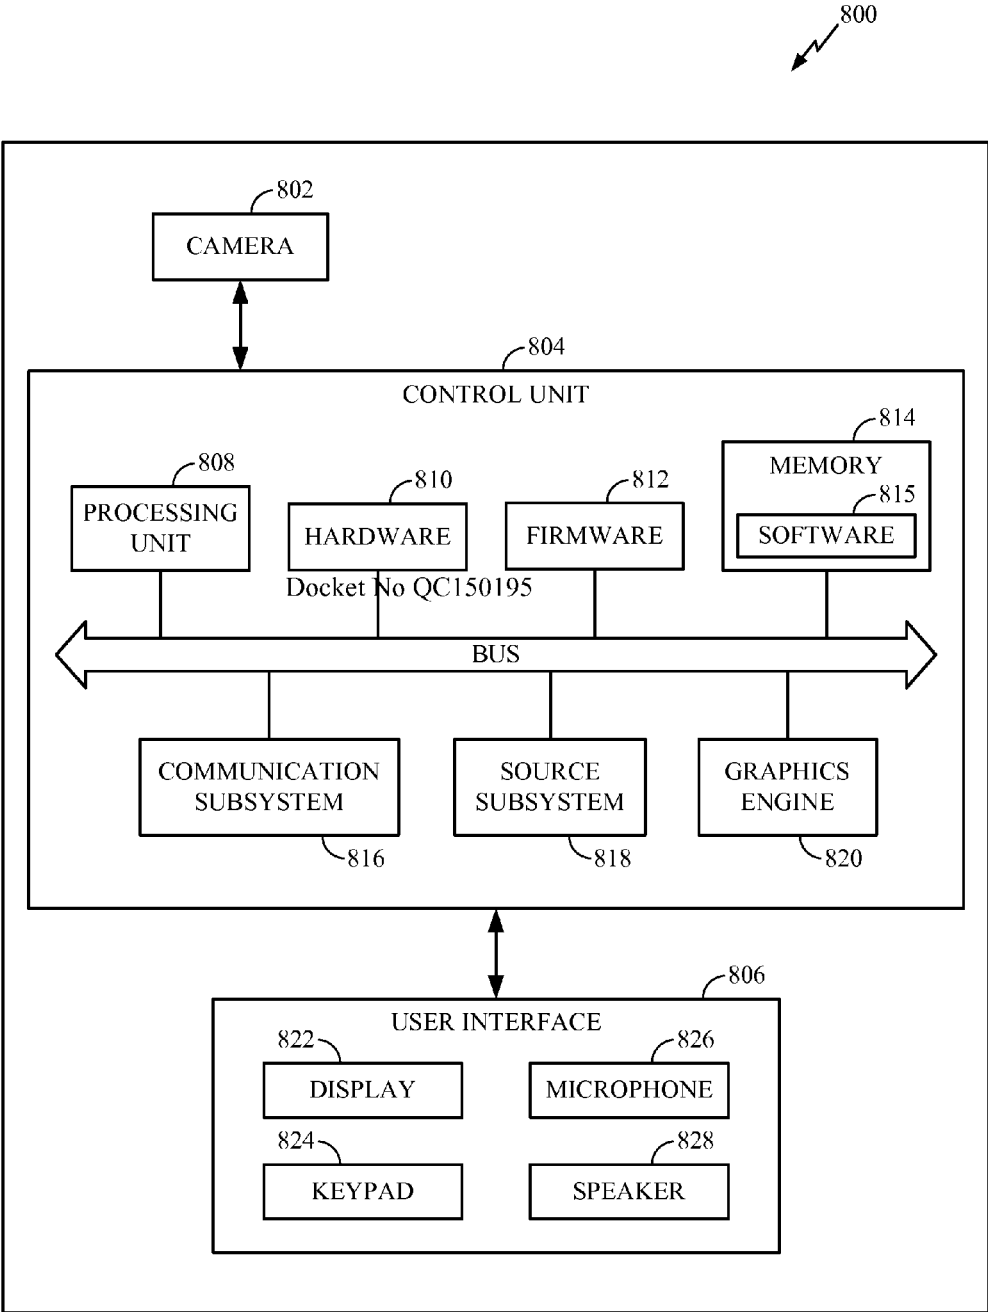 800
802
CAMERA
804
CONTROL UNIT
808
PROCESSING
UNIT
810
HARDWARE
812
FIRMWARE
814
MEMORY
815
SOFTWARE
Docket No QC150195
BUS
COMMUNICATION
SUBSYSTEM
816
SOURCE
SUBSYSTEM
818
GRAPHICS
ENGINE
820
806
USER INTERFACE
822
DISPLAY
826
MICROPHONE
824
KEYPAD
828
SPEAKER